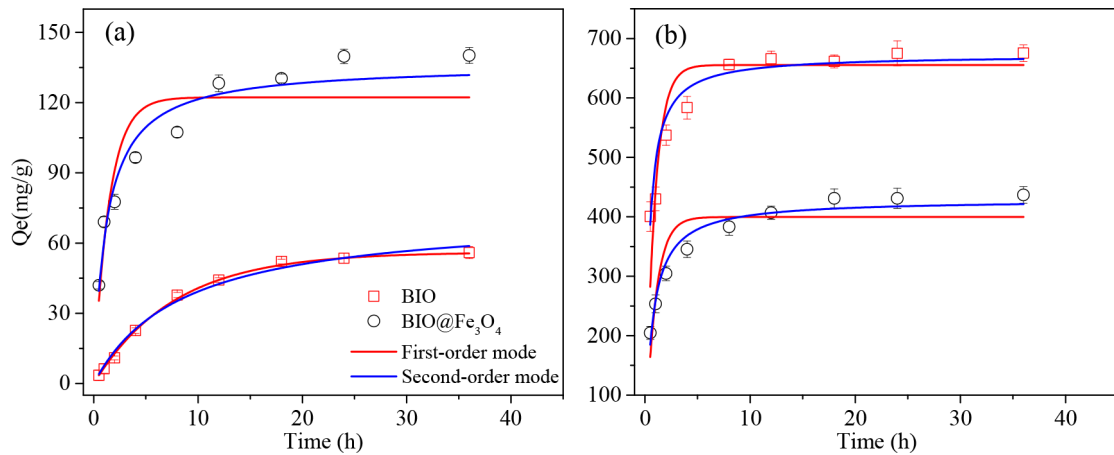 (a)
150
120
90
60
30
0
Qe(mg/g)
BIO
BIO@Fe₃O₄
First-order mode
Second-order mode
0 10 20 30 40
Time (h)
(b)
700
600
500
400
300
200
100
0 10 20 30 40
Time (h)